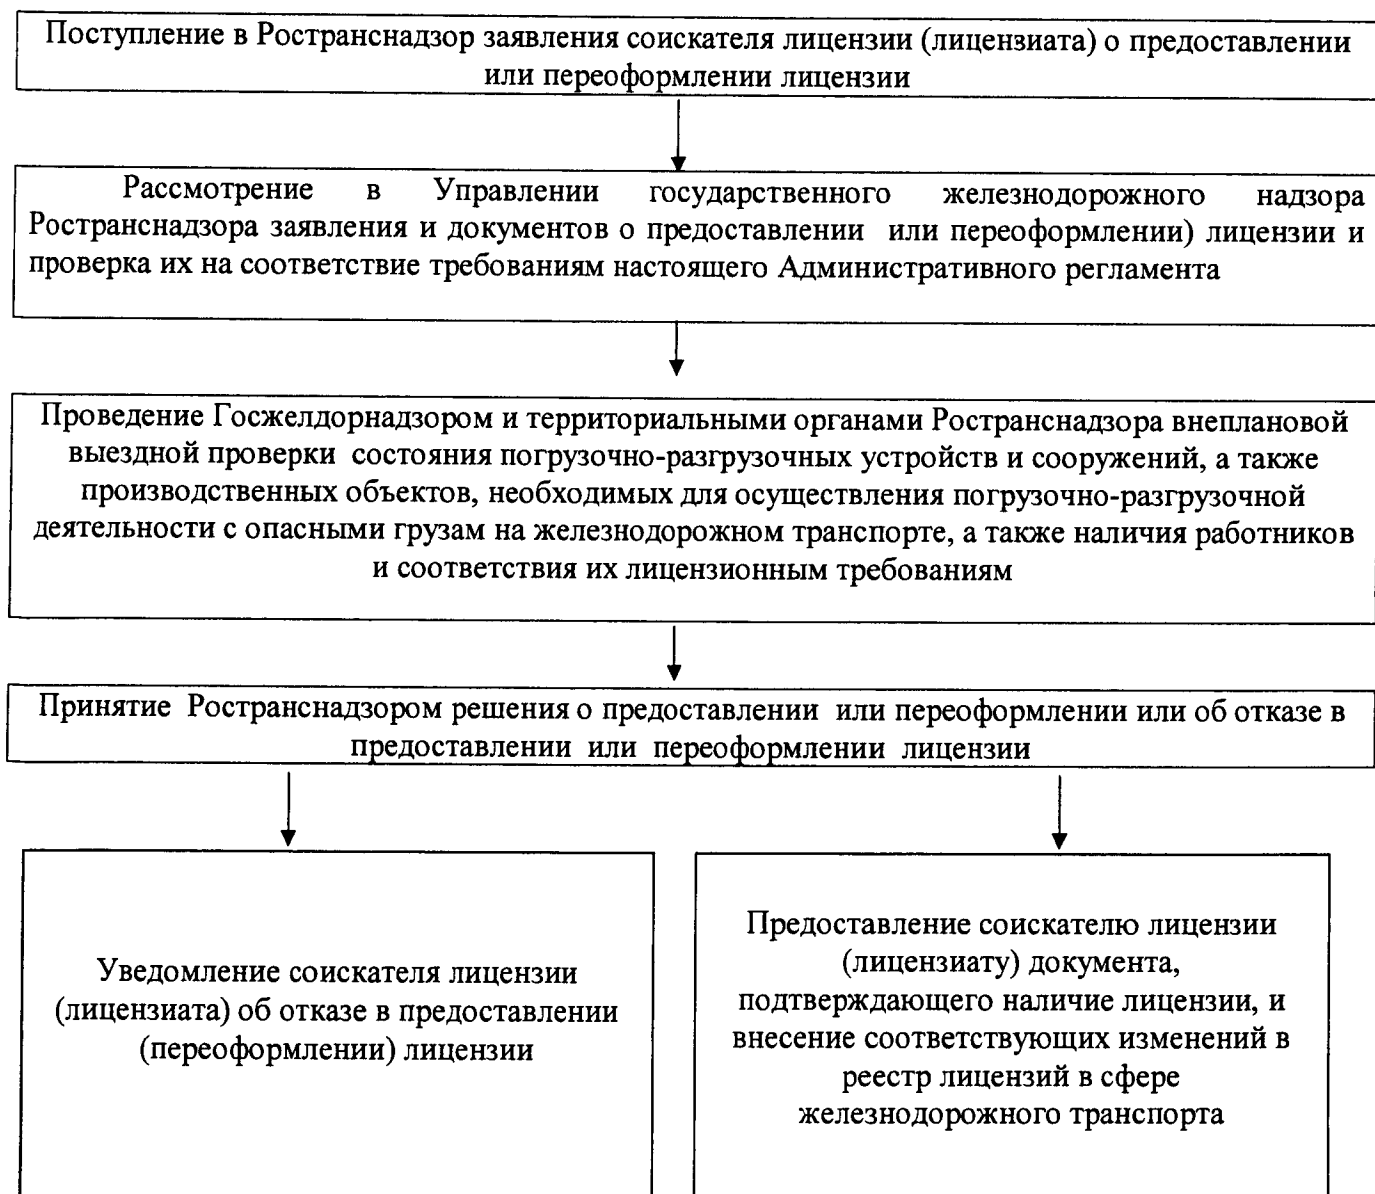 Поступление в Ространснадзор заявления соискателя лицензии (лицензиата) о предоставлении
или переоформлении лицензии
Рассмотрение в Управлении государственного железнодорожного надзора
Ространснадзора заявления и документов о предоставлении или переоформлении) лицензии и
проверка их на соответствие требованиям настоящего Административного регламента
Проведение Госжелдорнадзором и территориальными органами Ространснадзора внеплановой
выездной проверки состояния погрузочно-разгрузочных устройств и сооружений, а также
производственных объектов, необходимых для осуществления погрузочно-разгрузочной
деятельности с опасными грузам на железнодорожном транспорте, а также наличия работников
и соответствия их лицензионным требованиям
Принятие Ространснадзором решения о предоставлении или переоформлении или об отказе в
предоставлении или переоформлении лицензии
Уведомление соискателя лицензии
(лицензиата) об отказе в предоставлении
(переоформлении) лицензии
Предоставление соискателю лицензии
(лицензиату) документа,
подтверждающего наличие лицензии, и
внесение соответствующих изменений в
реестр лицензий в сфере
железнодорожного транспорта